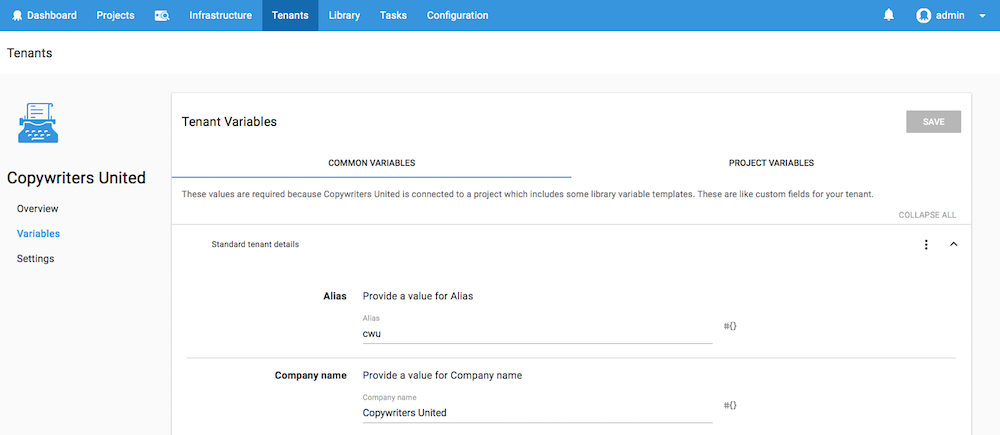 Dashboard Projects Infrastructure Tenants Library Tasks Configuration admin
Tenants
Tenant Variables
SAVE
COMMON VARIABLES PROJECT VARIABLES
Copywriters United
These values are required because Copywriters United is connected to a project which includes some library variable templates. These are like custom fields for your tenant.
Overview
COLLAPSE ALL
Variables
Standard tenant details
Settings
Alias Provide a value for Alias
Alias
cwu
#{}
Company name Provide a value for Company name
Company name
Copywriters United
#{}